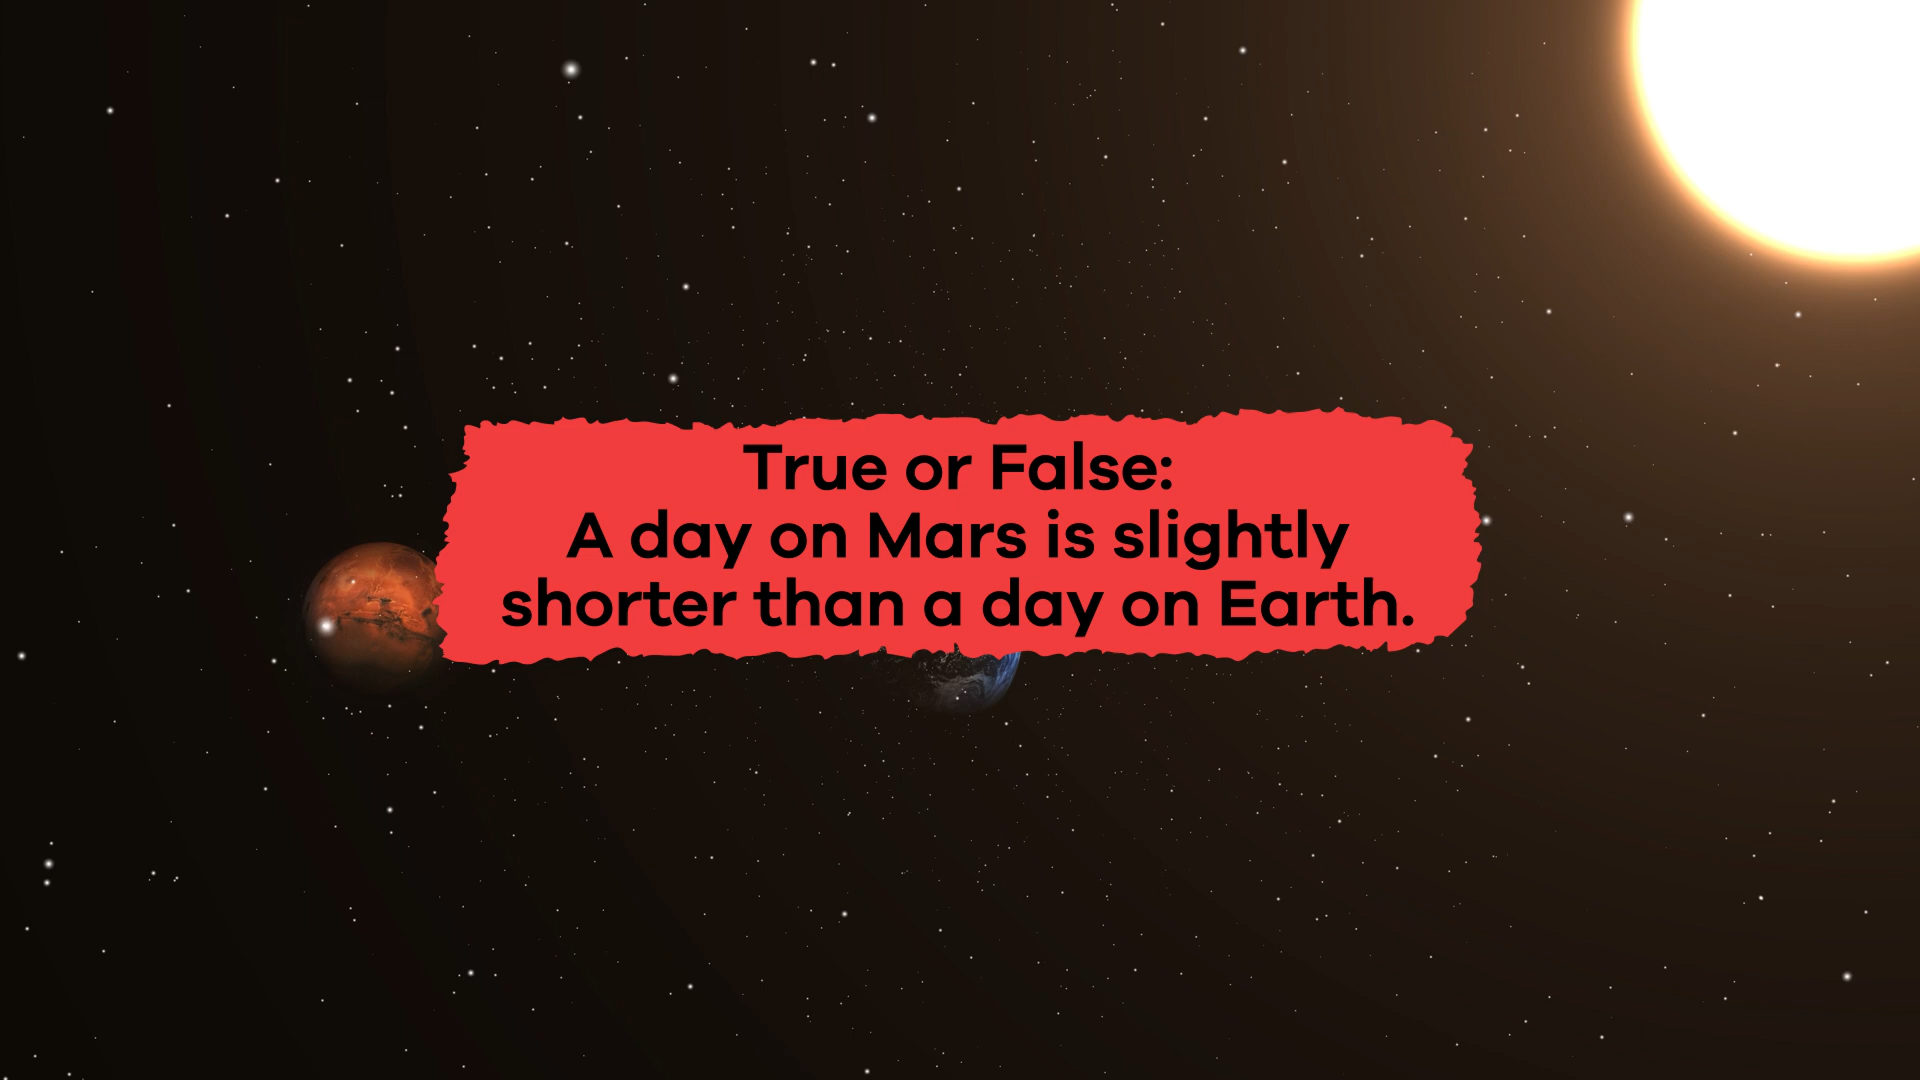 True or False:
A day on Mars is slightly
shorter than a day on Earth.